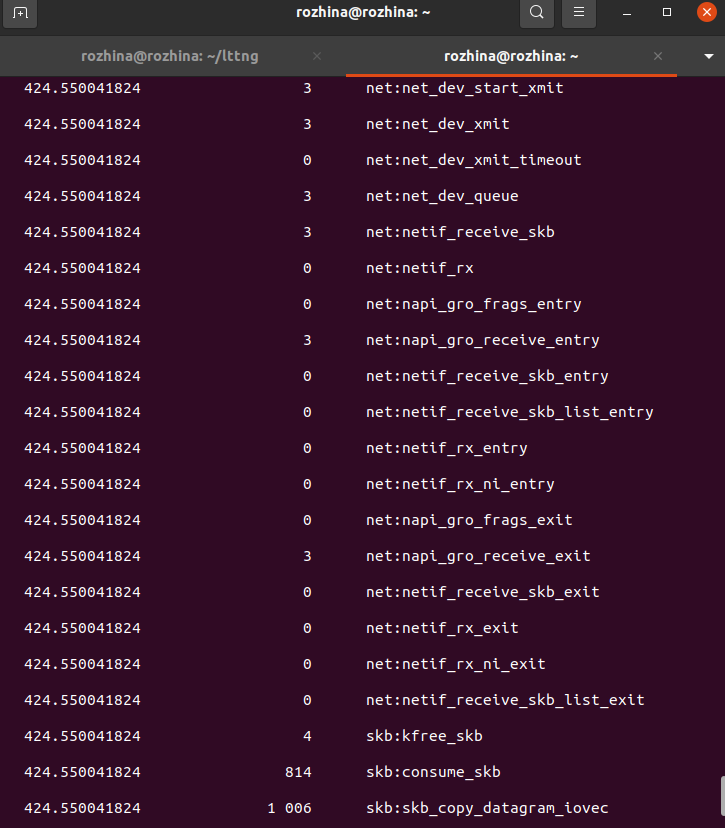 rozhina@rozhina: ~
rozhina@rozhina: ~/lttng
rozhina@rozhina: ~
424.550041824 3 net:net_dev_start_xmit
424.550041824 3 net:net_dev_xmit
424.550041824 0 net:net_dev_xmit_timeout
424.550041824 3 net:net_dev_queue
424.550041824 3 net:netif_receive_skb
424.550041824 0 net:netif_rx
424.550041824 0 net:napi_gro_frags_entry
424.550041824 3 net:napi_gro_receive_entry
424.550041824 0 net:netif_receive_skb_entry
424.550041824 0 net:netif_receive_skb_list_entry
424.550041824 0 net:netif_rx_entry
424.550041824 0 net:netif_rx_ni_entry
424.550041824 0 net:napi_gro_frags_exit
424.550041824 3 net:napi_gro_receive_exit
424.550041824 0 net:netif_receive_skb_exit
424.550041824 0 net:netif_rx_exit
424.550041824 0 net:netif_rx_ni_exit
424.550041824 0 net:netif_receive_skb_list_exit
424.550041824 4 skb:kfree_skb
424.550041824 814 skb:consume_skb
424.550041824 1 006 skb:skb_copy_datagram_iovec